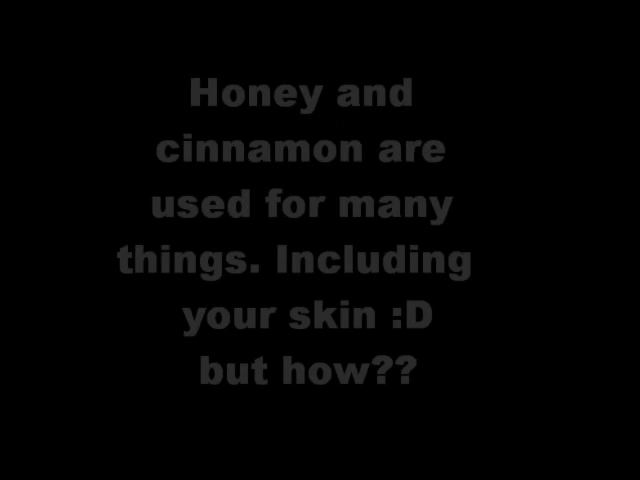 Honey and
cinnamon are
used for many
things. Including
your skin :D
but how??